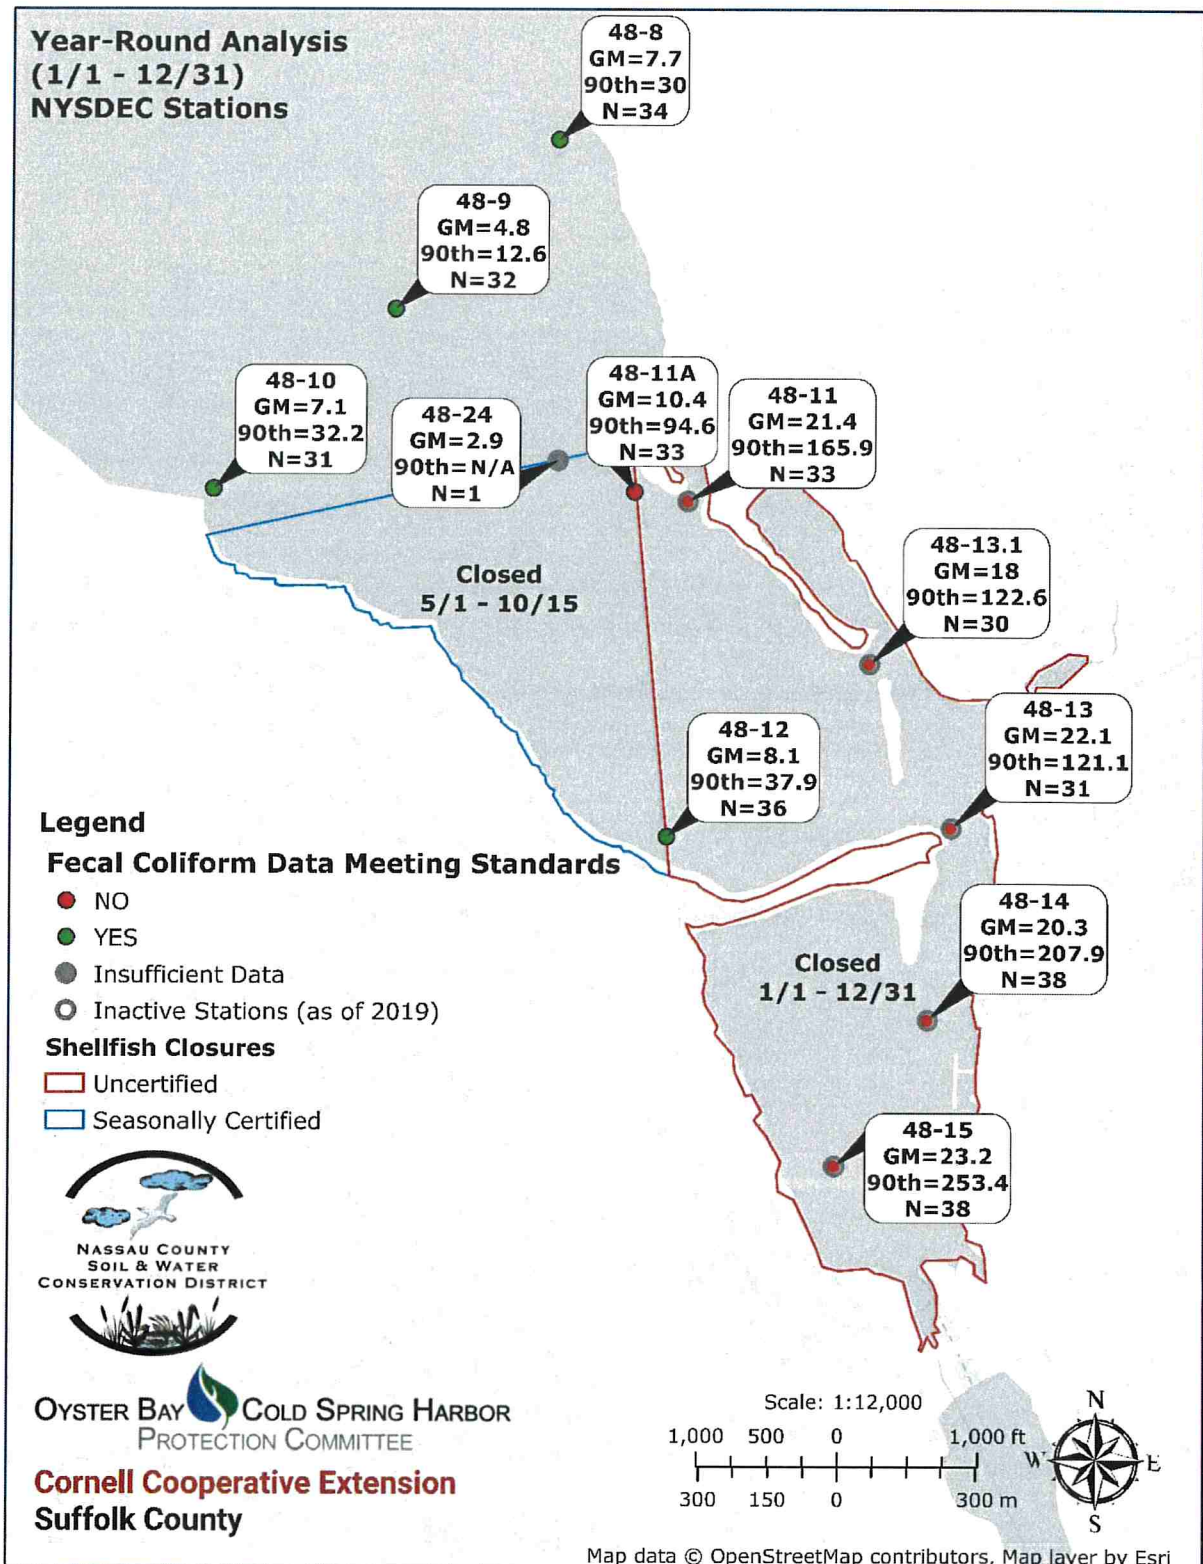 Year-Round Analysis
(1/1 - 12/31)
NYSDEC Stations
48-8
GM=7.7
90th=30
N=34
48-9
GM=4.8
90th=12.6
N=32
48-10
GM=7.1
90th=32.2
N=31
48-24
GM=2.9
90th=N/A
N=1
48-11A
GM=10.4
90th=94.6
N=33
48-11
GM=21.4
90th=165.9
N=33
48-13.1
GM=18
90th=122.6
N=30
Closed
5/1 - 10/15
48-12
GM=8.1
90th=37.9
N=36
48-13
GM=22.1
90th=121.1
N=31
48-14
GM=20.3
90th=207.9
N=38
Closed
1/1 - 12/31
48-15
GM=23.2
90th=253.4
N=38
Legend
Fecal Coliform Data Meeting Standards
NO
YES
Insufficient Data
Inactive Stations (as of 2019)
Shellfish Closures
Uncertified
Seasonally Certified
NASSAU COUNTY
SOIL & WATER
CONSERVATION DISTRICT
OYSTER BAY COLD SPRING HARBOR
PROTECTION COMMITTEE
Cornell Cooperative Extension
Suffolk County
Scale: 1:12,000
1,000 500 0 1,000 ft
300 150 0 300 m
N
W E
S
Map data © OpenStreetMap contributors, Map layer by Esri